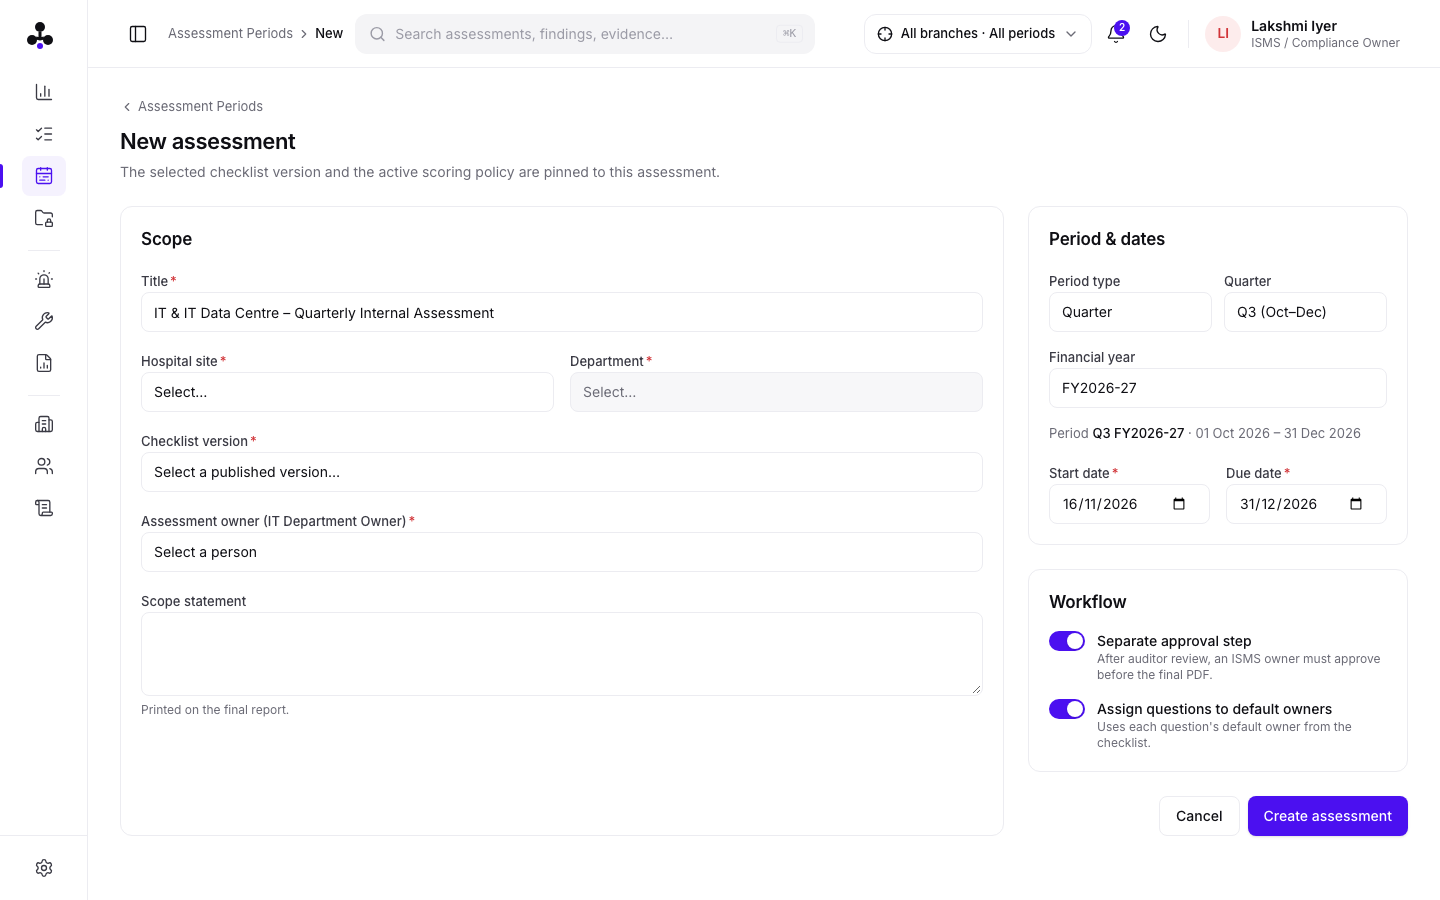 Assessment Periods > New
Search assessments, findings, evidence... ⌘K
All branches · All periods
2
LI
Lakshmi Iyer
ISMS / Compliance Owner
Assessment Periods
New assessment
The selected checklist version and the active scoring policy are pinned to this assessment.
Scope
Title *
IT & IT Data Centre – Quarterly Internal Assessment
Hospital site *
Department *
Select...
Select...
Checklist version *
Select a published version...
Assessment owner (IT Department Owner) *
Select a person
Scope statement
Printed on the final report.
Period & dates
Period type
Quarter
Quarter
Q3 (Oct–Dec)
Financial year
FY2026-27
Period Q3 FY2026-27 · 01 Oct 2026 – 31 Dec 2026
Start date *
Due date *
16/11/2026
31/12/2026
Workflow
Separate approval step
After auditor review, an ISMS owner must approve
before the final PDF.
Assign questions to default owners
Uses each question's default owner from the
checklist.
Cancel
Create assessment